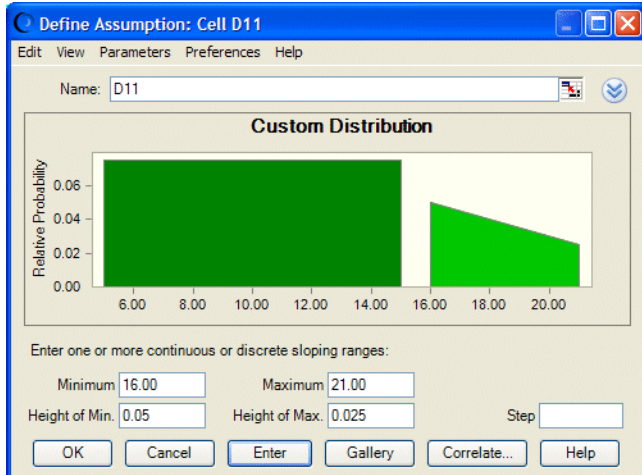 Define Assumption: Cell D11
Edit View Parameters Preferences Help
Name: D11
Custom Distribution
Relative Probability
0.06
0.04
0.02
0.00
6.00 8.00 10.00 12.00 14.00 16.00 18.00 20.00
Enter one or more continuous or discrete sloping ranges:
Minimum 16.00 Maximum 21.00
Height of Min. 0.05 Height of Max. 0.025 Step
OK Cancel Enter Gallery Correlate... Help